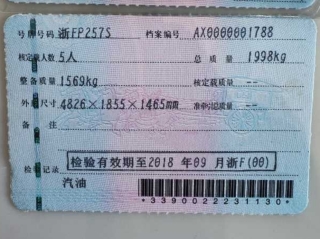 号牌号码 浙FP257S 档案编号 AX0000001788
核定载人数 5人 总质量 1998kg
整备质量 1569kg 核定载质量 --
外廓尺寸 4826×1855×1465 准牵引总质量 --
备注
检验有效期至2018 年 09 月浙F(00)
检验记录
汽油
*3390022231130*